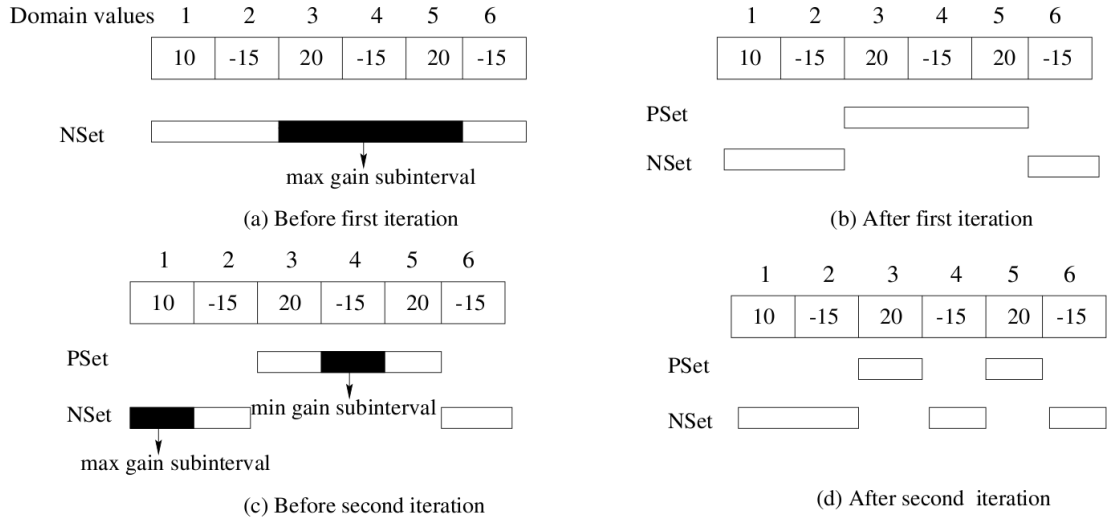 Domain values 1 2 3 4 5 6
10 -15 20 -15 20 -15
NSet
max gain subinterval
(a) Before first iteration
1 2 3 4 5 6
10 -15 20 -15 20 -15
PSet
NSet
(b) After first iteration
1 2 3 4 5 6
10 -15 20 -15 20 -15
PSet
NSet
min gain subinterval
max gain subinterval
(c) Before second iteration
1 2 3 4 5 6
10 -15 20 -15 20 -15
PSet
NSet
(d) After second iteration